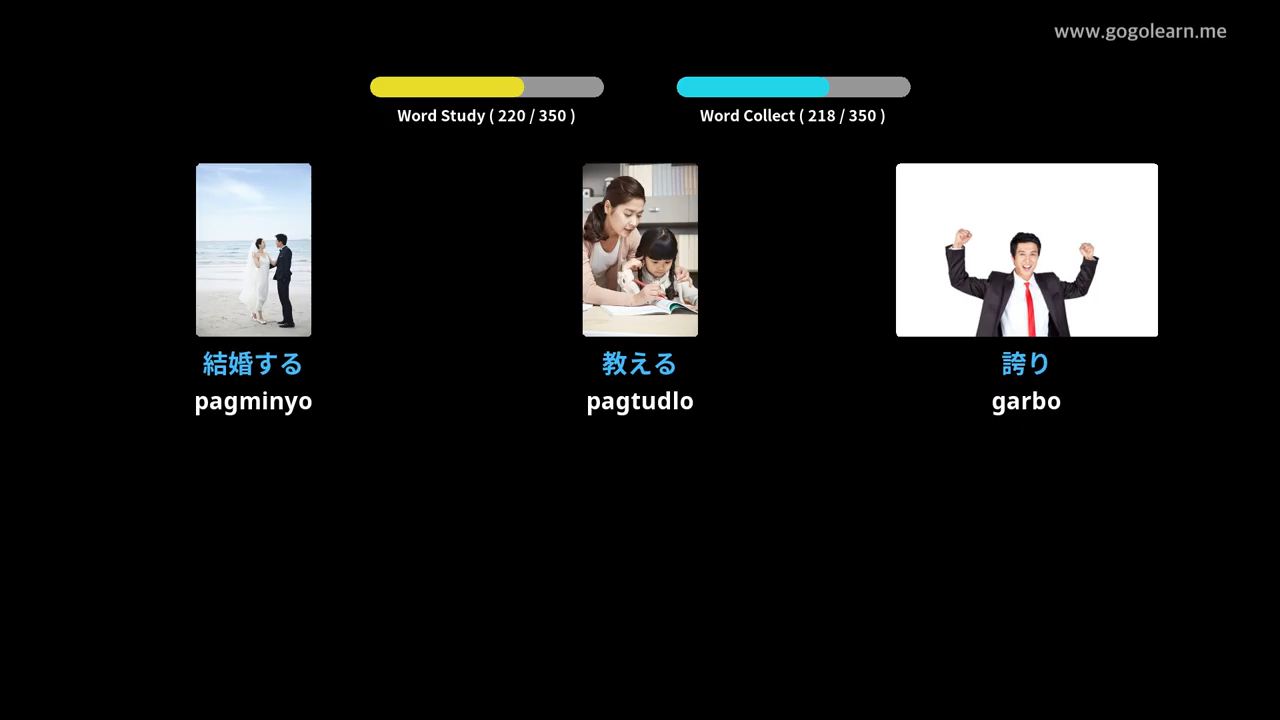 www.gogolearn.me
Word Study ( 220 / 350 )
Word Collect ( 218 / 350 )
結婚する
pagminyo
教える
pagtudlo
誇り
garbo